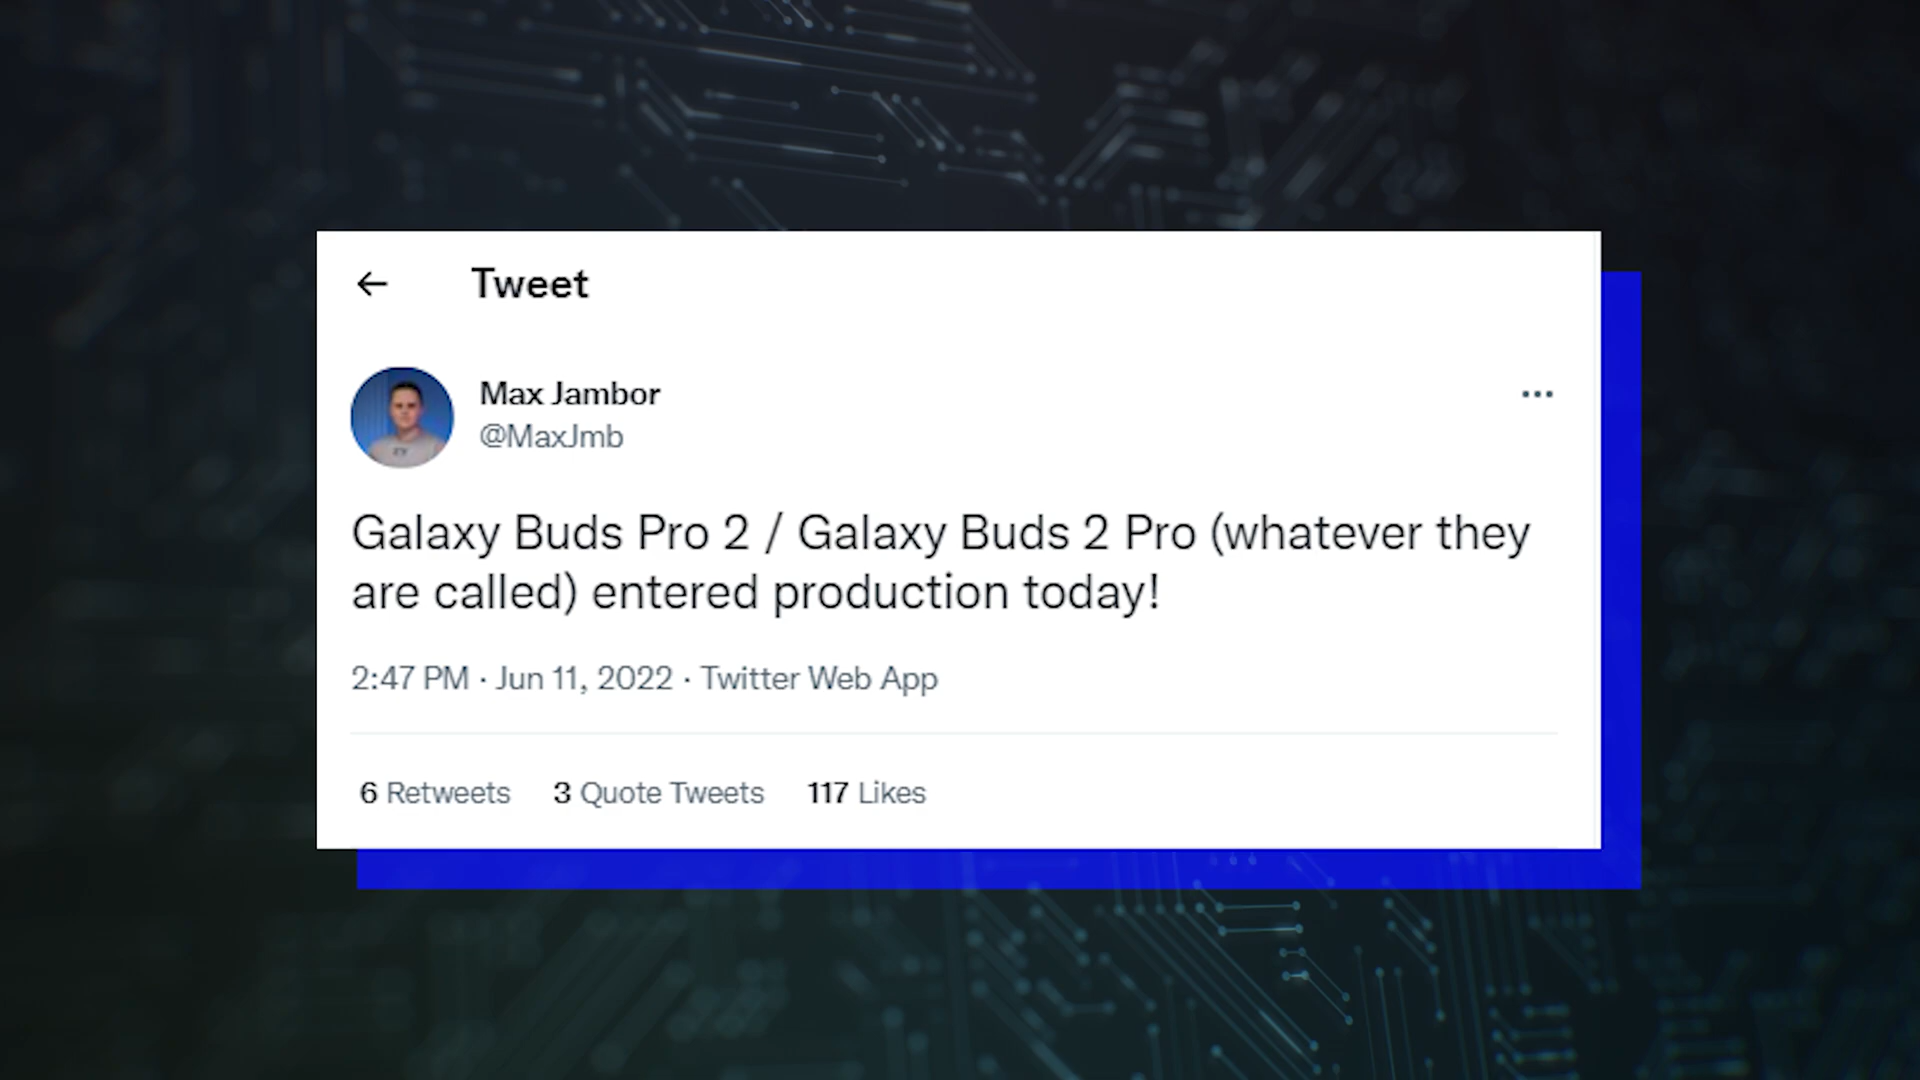 Tweet
Max Jambor
@MaxJmb
Galaxy Buds Pro 2 / Galaxy Buds 2 Pro (whatever they
are called) entered production today!
2:47 PM · Jun 11, 2022 · Twitter Web App
6 Retweets 3 Quote Tweets 117 Likes